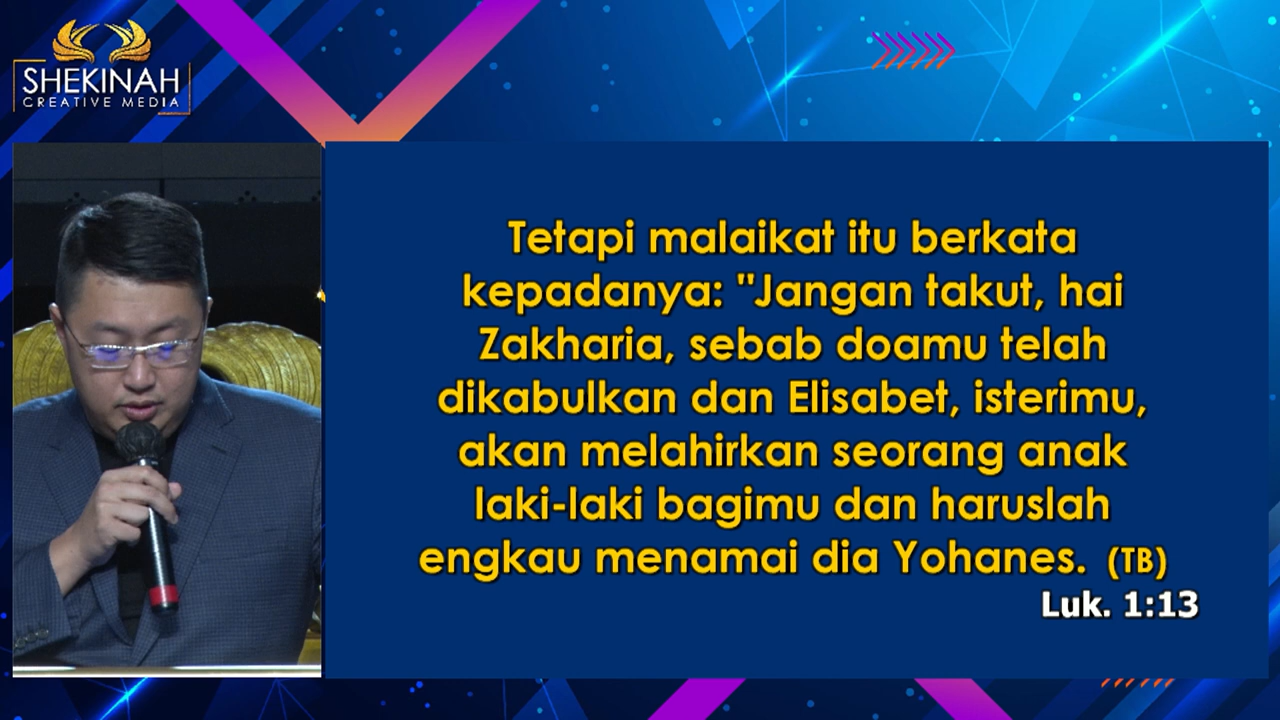 SHEKINAH
CREATIVE MEDIA
Tetapi malaikat itu berkata
kepadanya: "Jangan takut, hai
Zakharia, sebab doamu telah
dikabulkan dan Elisabet, isterimu,
akan melahirkan seorang anak
laki-laki bagimu dan haruslah
engkau menamai dia Yohanes. (TB)
Luk. 1:13